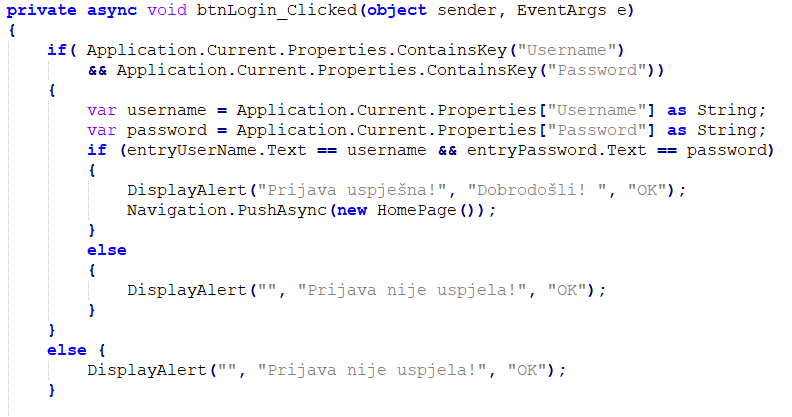 private async void btnLogin_Clicked(object sender, EventArgs e)
{
    if( Application.Current.Properties.ContainsKey("Username")
        && Application.Current.Properties.ContainsKey("Password"))
    {
        var username = Application.Current.Properties["Username"] as String;
        var password = Application.Current.Properties["Password"] as String;
        if (entryUserName.Text == username && entryPassword.Text == password)
        {
            DisplayAlert("Prijava uspješna!", "Dobrodošli! ", "OK");
            Navigation.PushAsync(new HomePage());
        }
        else
        {
            DisplayAlert("", "Prijava nije uspjela!", "OK");
        }
    }
    else {
        DisplayAlert("", "Prijava nije uspjela!", "OK");
    }